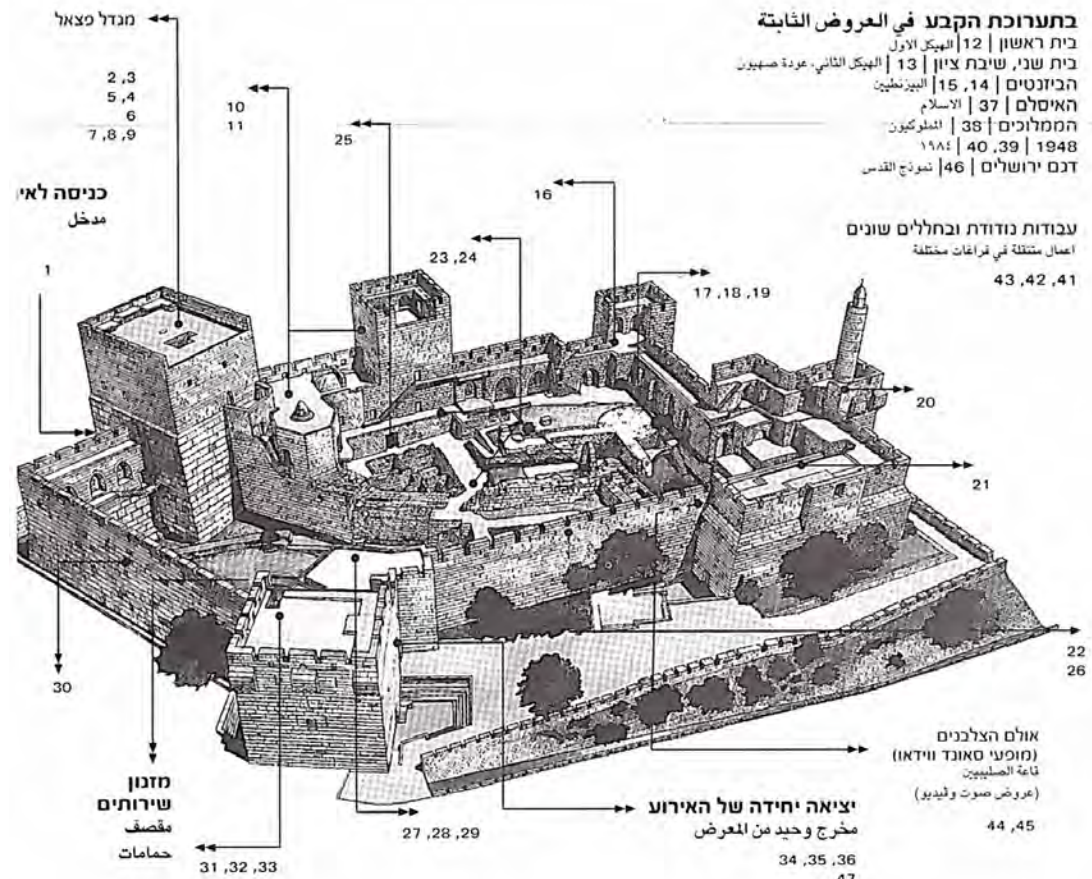 בתערוכת הקבע في العروض الثابتة
בית ראשון | 12 | الهيكل الاول
בית שני, שיבת ציון | 13 | الهيكل الثاني، عودة صهيون
הביזנטים | 14, 15 | البيزنطيين
האיסלם | 37 | الاسلام
הממלוכים | 38 | المملوكيون
1948 | 39, 40 | ١٩٨٤
דגם ירושלים | 46 | نموذج القدس
עבודות נודדות ובחללים שונים
اعمال متنقلة في فراغات مختلفة
43, 42, 41
מגדל פצאל
2, 3
5, 4
6
7, 8, 9
10
11
25
16
כניסה
مدخل
1
23, 24
17, 18, 19
20
21
22
26
30
אולם הצלבנים
(מופעי סאונד ווידאו)
قاعة الصليبيين
(عروض صوت وڤيديو)
44, 45
מזנון
שירותים
مقصف
حمامات
31, 32, 33
27, 28, 29
יציאה יחידה של האירוע
مخرج وحيد من المعرض
34, 35, 36
47